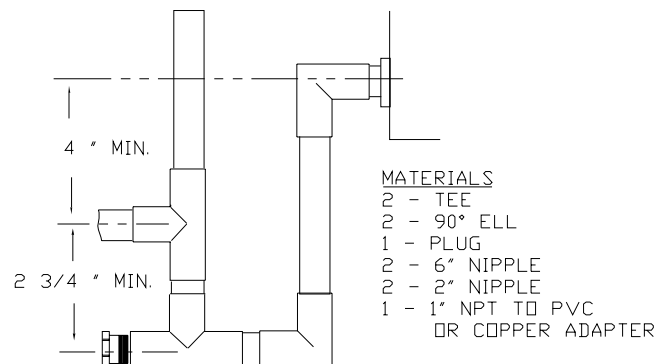 4 " MIN.
2 3/4 " MIN.
MATERIALS
2 - TEE
2 - 90° ELL
1 - PLUG
2 - 6" NIPPLE
2 - 2" NIPPLE
1 - 1" NPT TO PVC
OR COPPER ADAPTER